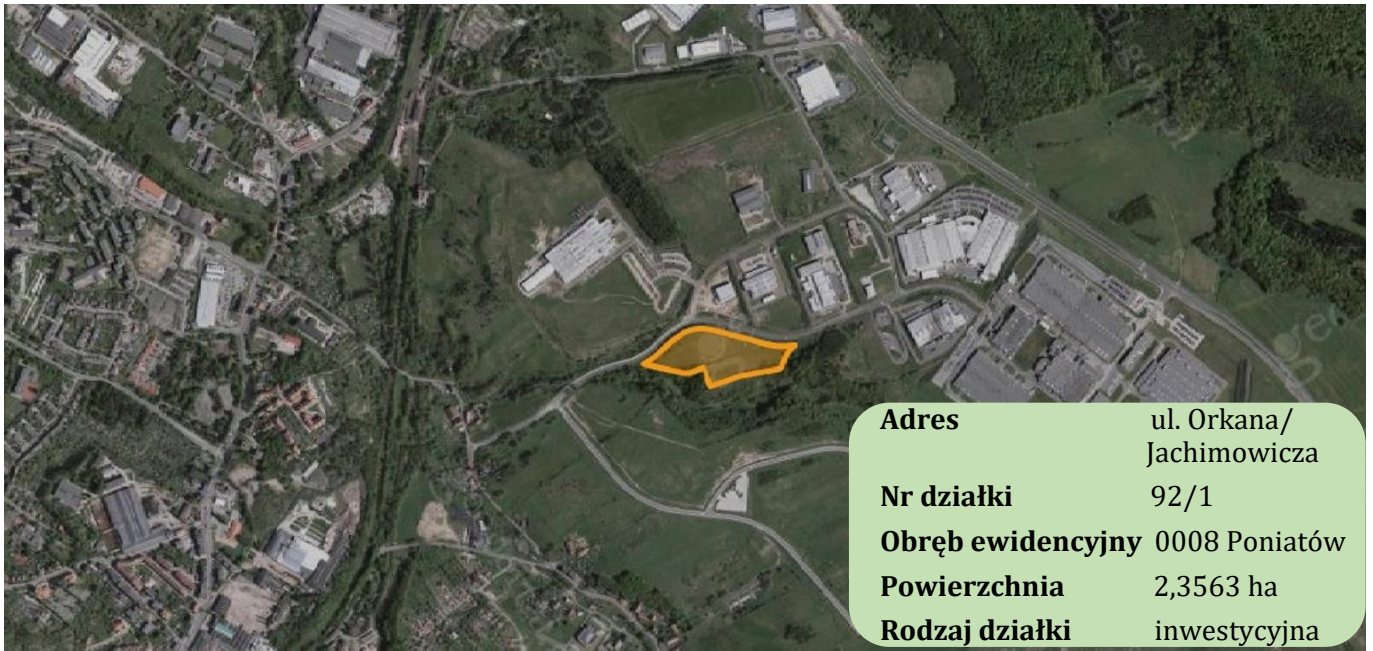 Adres ul. Orkana/
Jachimowicza
Nr działki 92/1
Obręb ewidencyjny 0008 Poniatów
Powierzchnia 2,3563 ha
Rodzaj działki inwestycyjna